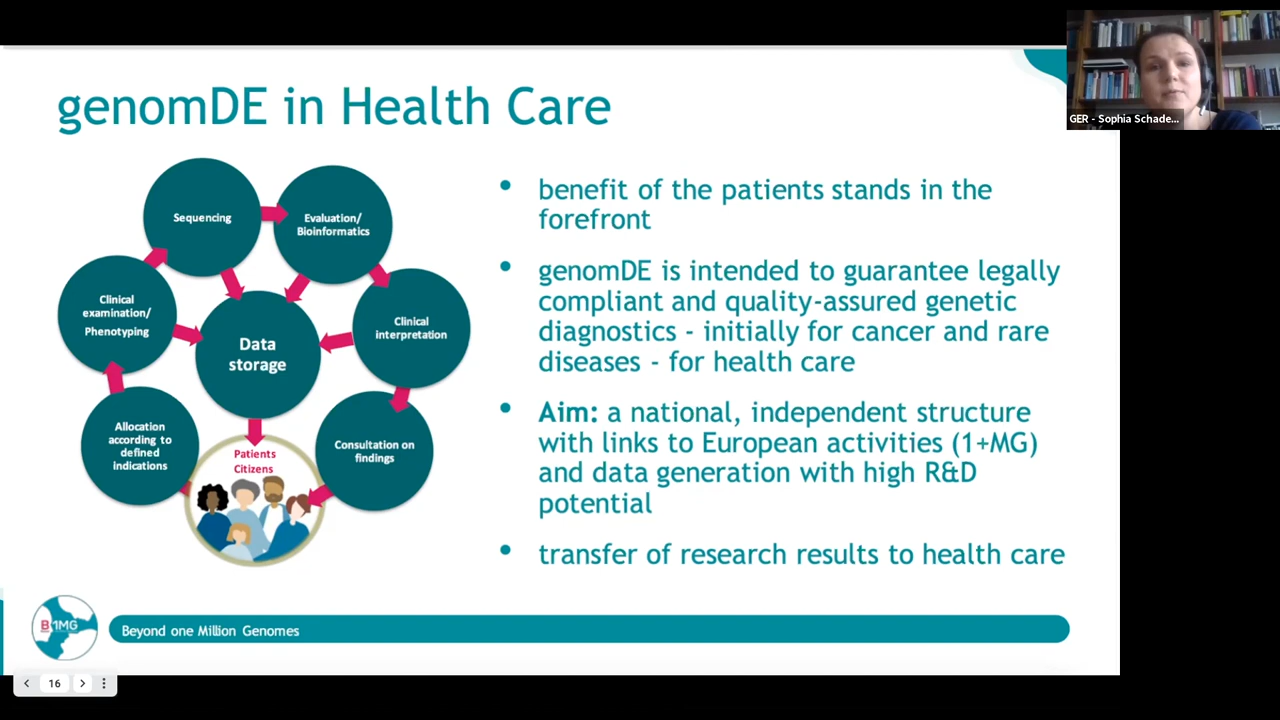 genomDE in Health Care
GER - Sophia Schade...
Sequencing
Evaluation/
Bioinformatics
Clinical
examination/
Phenotyping
Clinical
interpretation
Data
storage
Allocation
according to
defined
indications
Patients
Citizens
Consultation on
findings
• benefit of the patients stands in the
forefront
• genomDE is intended to guarantee legally
compliant and quality-assured genetic
diagnostics - initially for cancer and rare
diseases - for health care
• Aim: a national, independent structure
with links to European activities (1+MG)
and data generation with high R&D
potential
• transfer of research results to health care
B1MG
Beyond one Million Genomes
16